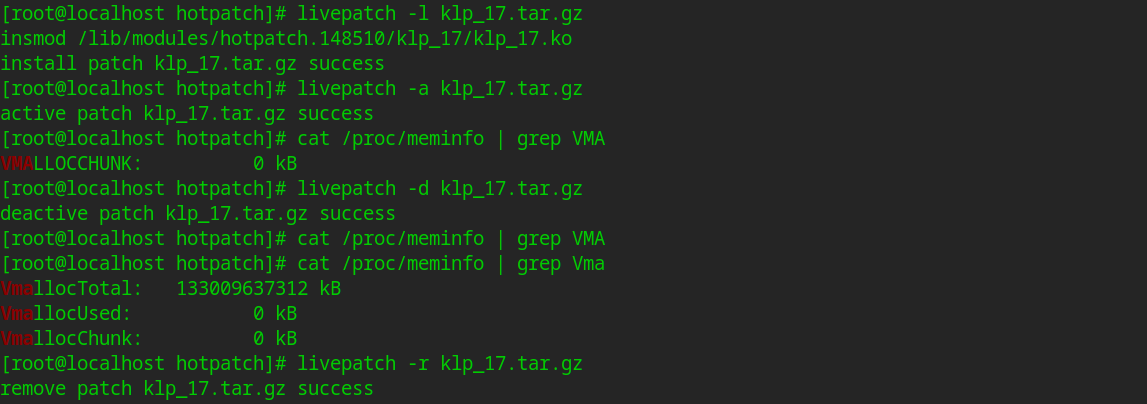 [root@localhost hotpatch]# livepatch -l klp_17.tar.gz
insmod /lib/modules/hotpatch.148510/klp_17/klp_17.ko
install patch klp_17.tar.gz success
[root@localhost hotpatch]# livepatch -a klp_17.tar.gz
active patch klp_17.tar.gz success
[root@localhost hotpatch]# cat /proc/meminfo | grep VMA
VMALLOCCHUNK:          0 kB
[root@localhost hotpatch]# livepatch -d klp_17.tar.gz
deactive patch klp_17.tar.gz success
[root@localhost hotpatch]# cat /proc/meminfo | grep VMA
[root@localhost hotpatch]# cat /proc/meminfo | grep Vma
VmallocTotal:   133009637312 kB
VmallocUsed:           0 kB
VmallocChunk:          0 kB
[root@localhost hotpatch]# livepatch -r klp_17.tar.gz
remove patch klp_17.tar.gz success